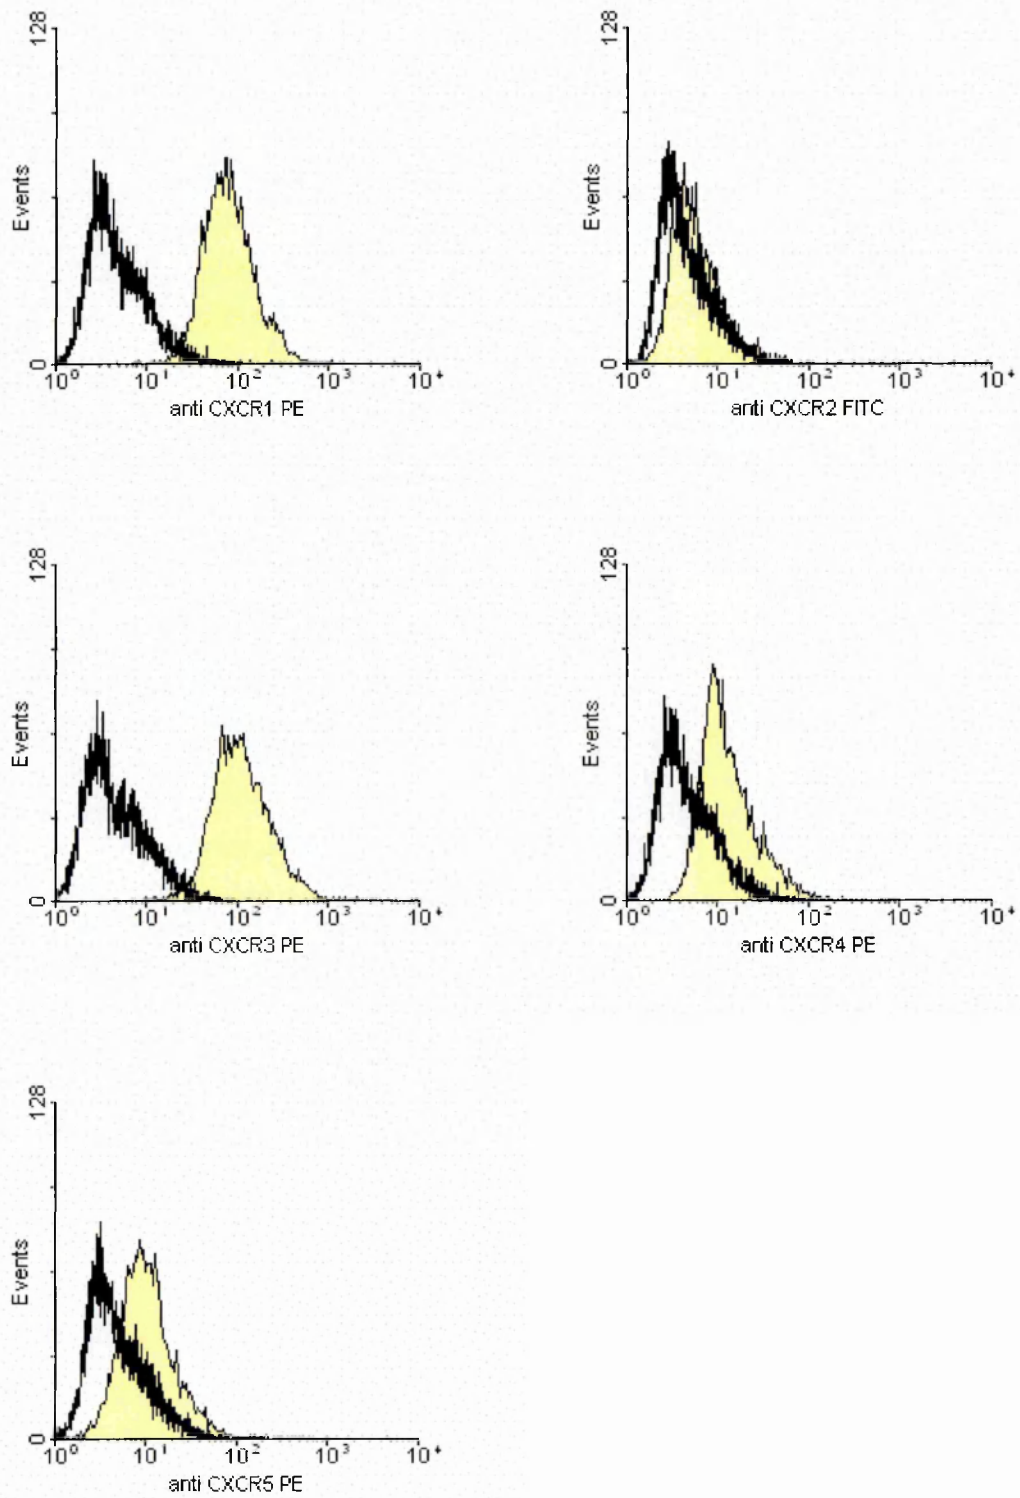 128
Events
0
10⁰ 10¹ 10² 10³ 10⁴
anti CXCR1 PE
128
Events
0
10⁰ 10¹ 10² 10³ 10⁴
anti CXCR2 FITC
128
Events
0
10⁰ 10¹ 10² 10³ 10⁴
anti CXCR3 PE
128
Events
0
10⁰ 10¹ 10² 10³ 10⁴
anti CXCR4 PE
128
Events
0
10⁰ 10¹ 10² 10³ 10⁴
anti CXCR5 PE